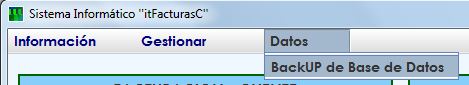 Sistema Informático "itFacturasC"
Información Gestionar Datos
BackUP de Base de Datos